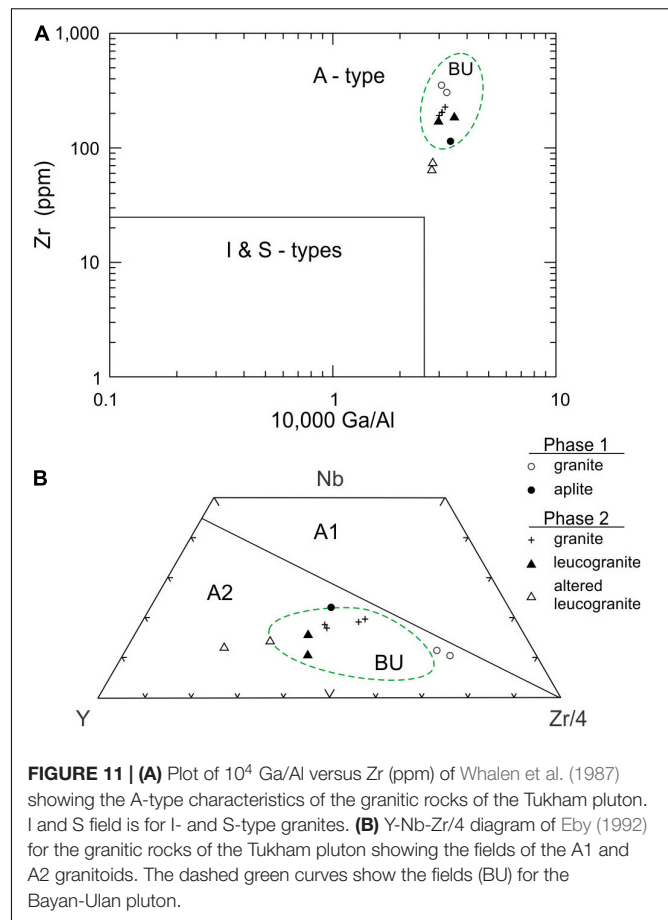 A
1,000
A - type
BU
100
Zr (ppm)
I & S - types
10
1
0.1
1
10
10,000 Ga/Al
Phase 1
granite
aplite
Phase 2
granite
leucogranite
altered
leucogranite
B
Nb
A1
A2
BU
Y
Zr/4
FIGURE 11 | (A) Plot of 10⁴ Ga/Al versus Zr (ppm) of Whalen et al. (1987)
showing the A-type characteristics of the granitic rocks of the Tukham pluton.
I and S field is for I- and S-type granites. (B) Y-Nb-Zr/4 diagram of Eby (1992)
for the granitic rocks of the Tukham pluton showing the fields of the A1 and
A2 granitoids. The dashed green curves show the fields (BU) for the
Bayan-Ulan pluton.